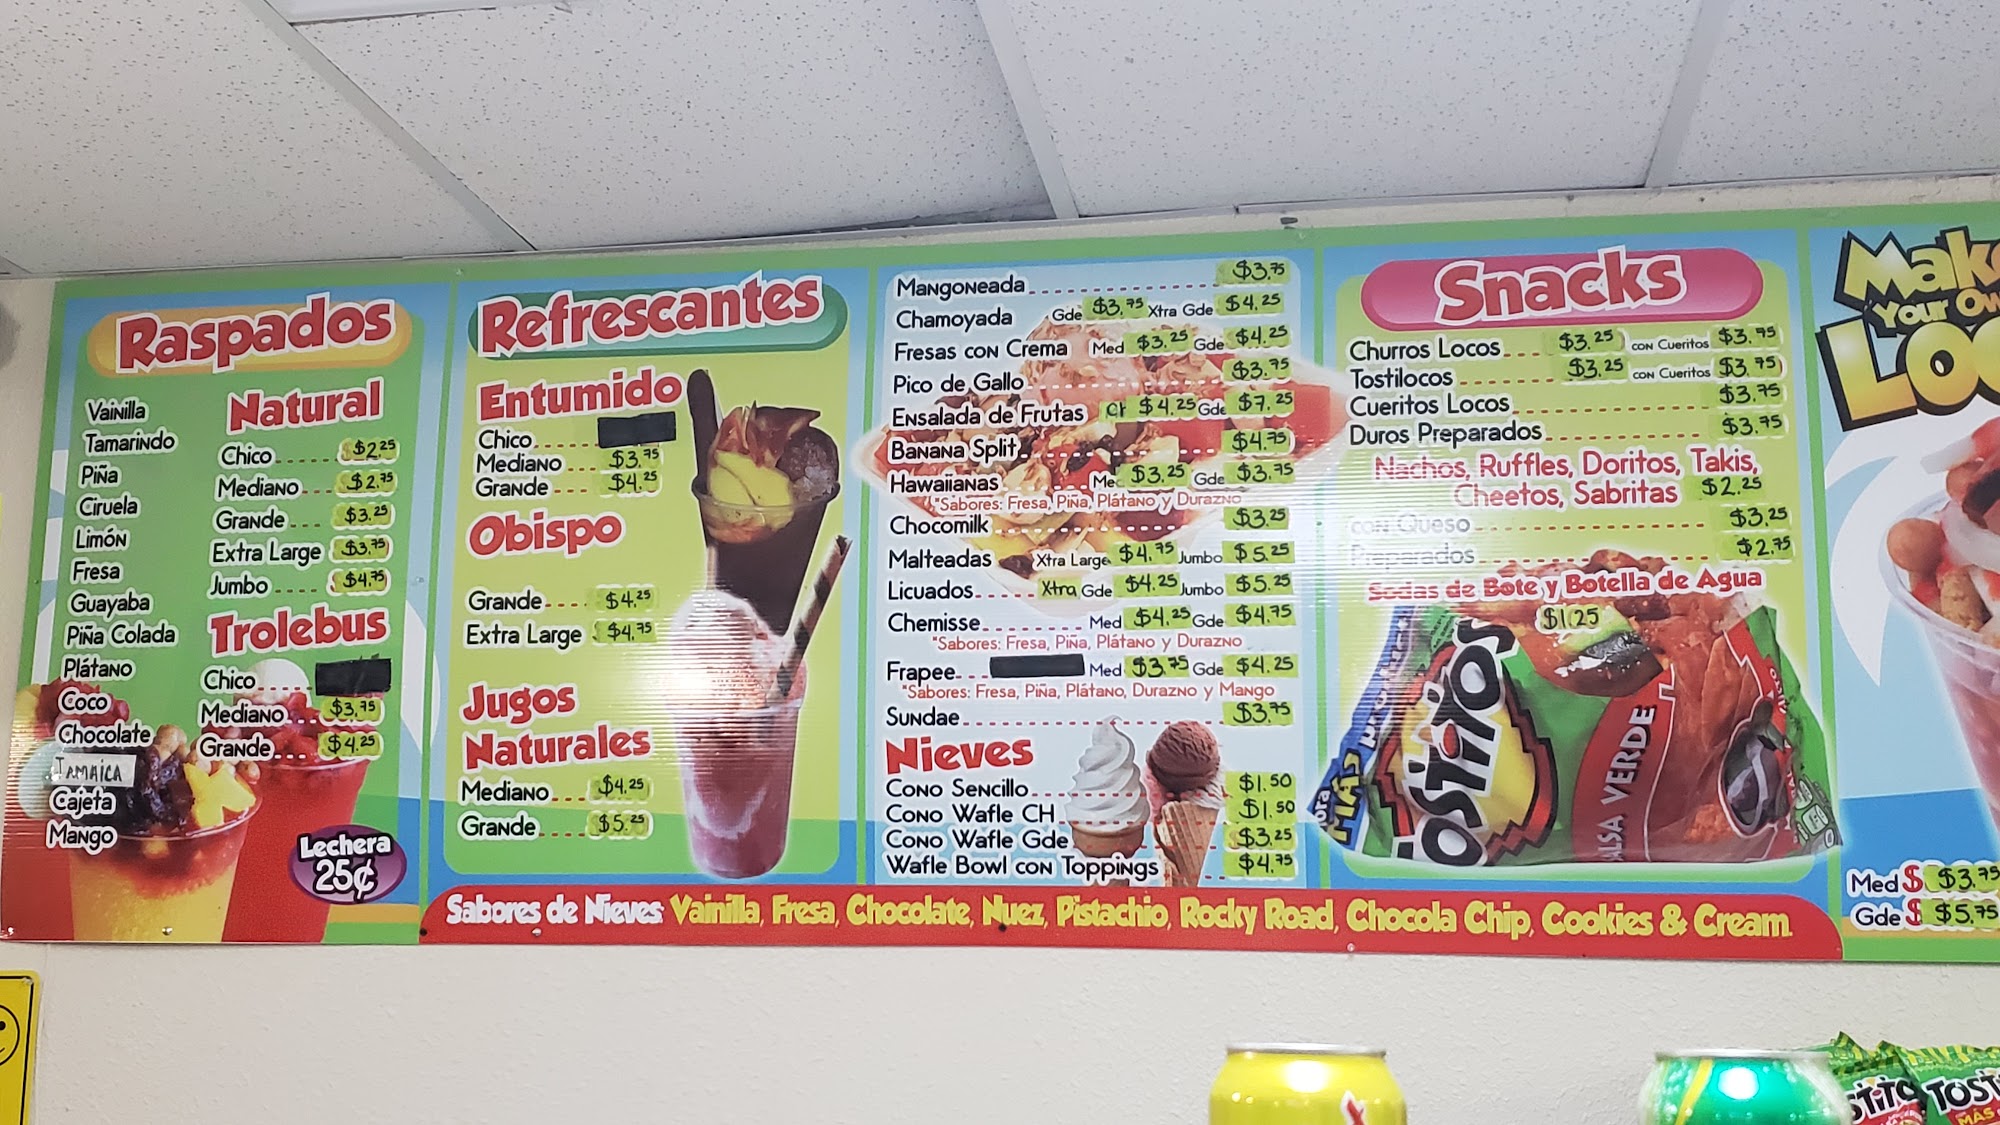 Raspados
Vainilla
Tamarindo
Piña
Ciruela
Limón
Fresa
Guayaba
Piña Colada
Plátano
Coco
Chocolate
JAMAICA
Cajeta
Mango
Natural
Chico $2.25
Mediano $2.75
Grande $3.25
Extra Large $3.75
Jumbo $4.75
Trolebus
Chico
Mediano $3.75
Grande $4.25
Lechera
25¢
Refrescantes
Entumido
Chico
Mediano $3.75
Grande $4.25
Obispo
Grande $4.25
Extra Large $4.75
Jugos
Naturales
Mediano $4.25
Grande $5.25
Mangoneada $3.75
Chamoyada Gde $3.75 Xtra Gde $4.25
Fresas con Crema Med $3.25 Gde $4.25
Pico de Gallo $3.75
Ensalada de Frutas CH $4.25 Gde $7.25
Banana Split $4.75
Hawaiianas Med $3.25 Gde $3.75
*Sabores: Fresa, Piña, Plátano y Durazno
Chocomilk $3.25
Malteadas Xtra Large $4.75 Jumbo $5.25
Licuados Xtra Gde $4.25 Jumbo $5.25
Chemisse Med $4.25 Gde $4.75
*Sabores: Fresa, Piña, Plátano y Durazno
Frapee Med $3.75 Gde $4.25
*Sabores: Fresa, Piña, Plátano, Durazno y Mango
Sundae $3.75
Nieves
Cono Sencillo $1.50
Cono Wafle CH $1.50
Cono Wafle Gde $3.25
Wafle Bowl con Toppings $4.75
Snacks
Churros Locos $3.25 con Cueritos $3.75
Tostilocos $3.25 con Cueritos $3.75
Cueritos Locos $3.75
Duros Preparados $3.75
Nachos, Ruffles, Doritos, Takis,
Cheetos, Sabritas $2.25
con Queso $3.25
Preparados $2.75
Sodas de Bote y Botella de Agua
$1.25
MÁS
TOSTITOS
SALSA VERDE
Sabores de Nieves Vainilla, Fresa, Chocolate, Nuez, Pistachio, Rocky Road, Chocola Chip, Cookies & Cream.
Make
Your Own
Med $ $3.75
Gde $ $5.75
MÁS